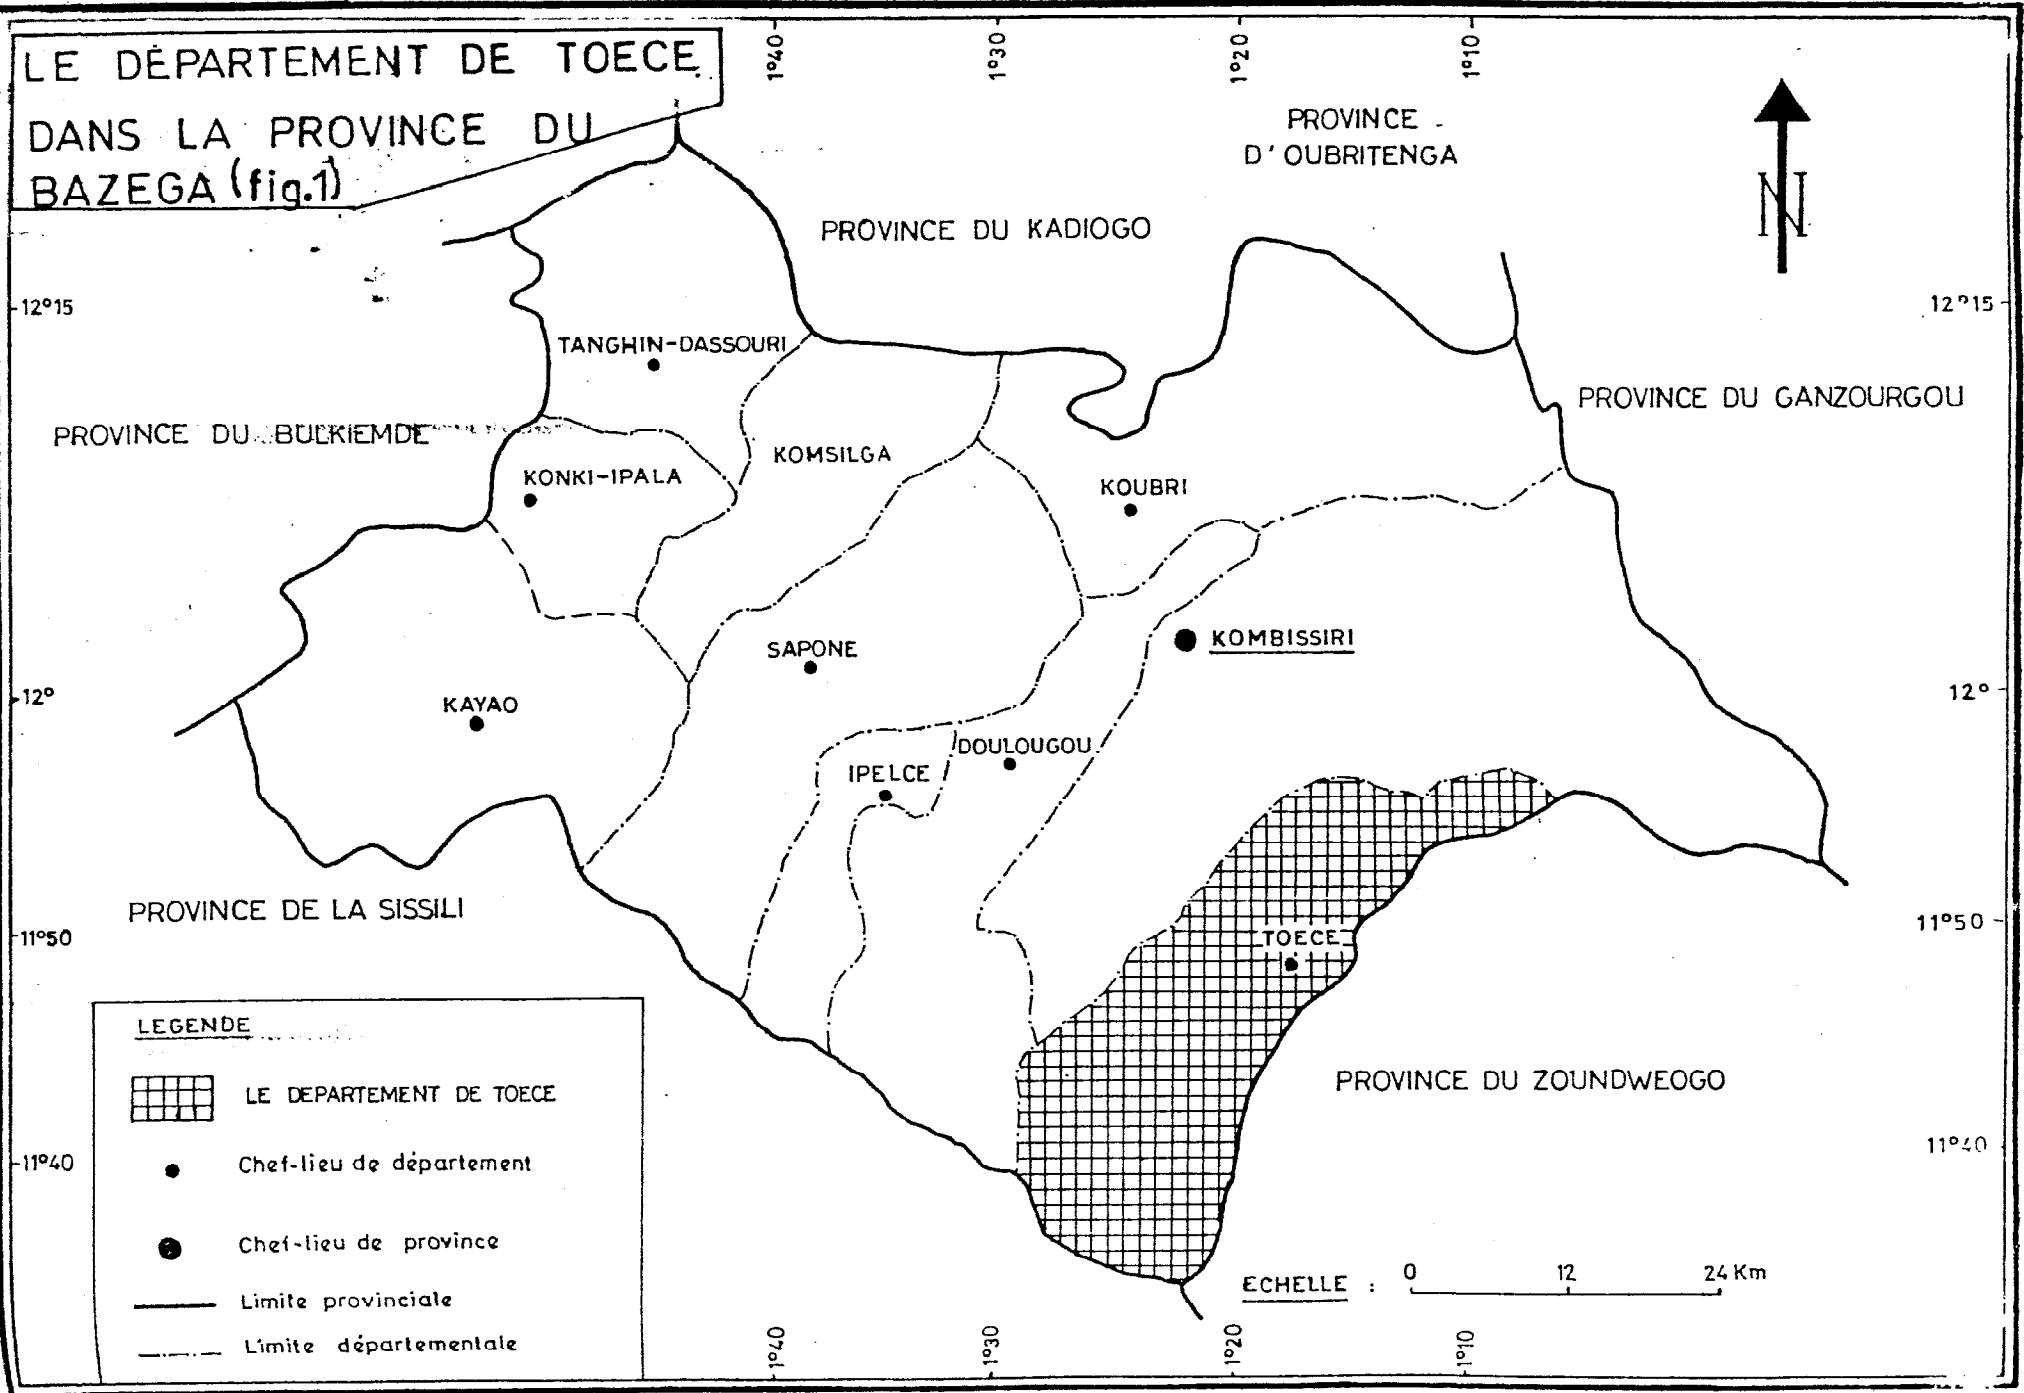 LE DÉPARTEMENT DE TOECE
DANS LA PROVINCE DU
BAZEGA (fig.1)
1°40
1°30
1°20
1°10
PROVINCE
D'OUBRITENGA
N
PROVINCE DU KADIOGO
12°15
12°15
TANGHIN-DASSOURI
PROVINCE DU GANZOURGOU
PROVINCE DU BULKIEMDE
KOMSILGA
KONKI-IPALA
KOUBRI
KOMBISSIRI
SAPONE
12°
12°
KAYAO
DOULOUGOU
IPELCE
PROVINCE DE LA SISSILI
11°50
11°50
TOECE
LEGENDE
LE DEPARTEMENT DE TOECE
Chef-lieu de département
Chef-lieu de province
Limite provinciale
Limite départementale
PROVINCE DU ZOUNDWEOGO
11°40
11°40
ECHELLE : 0 12 24 Km
1°40
1°30
1°20
1°10